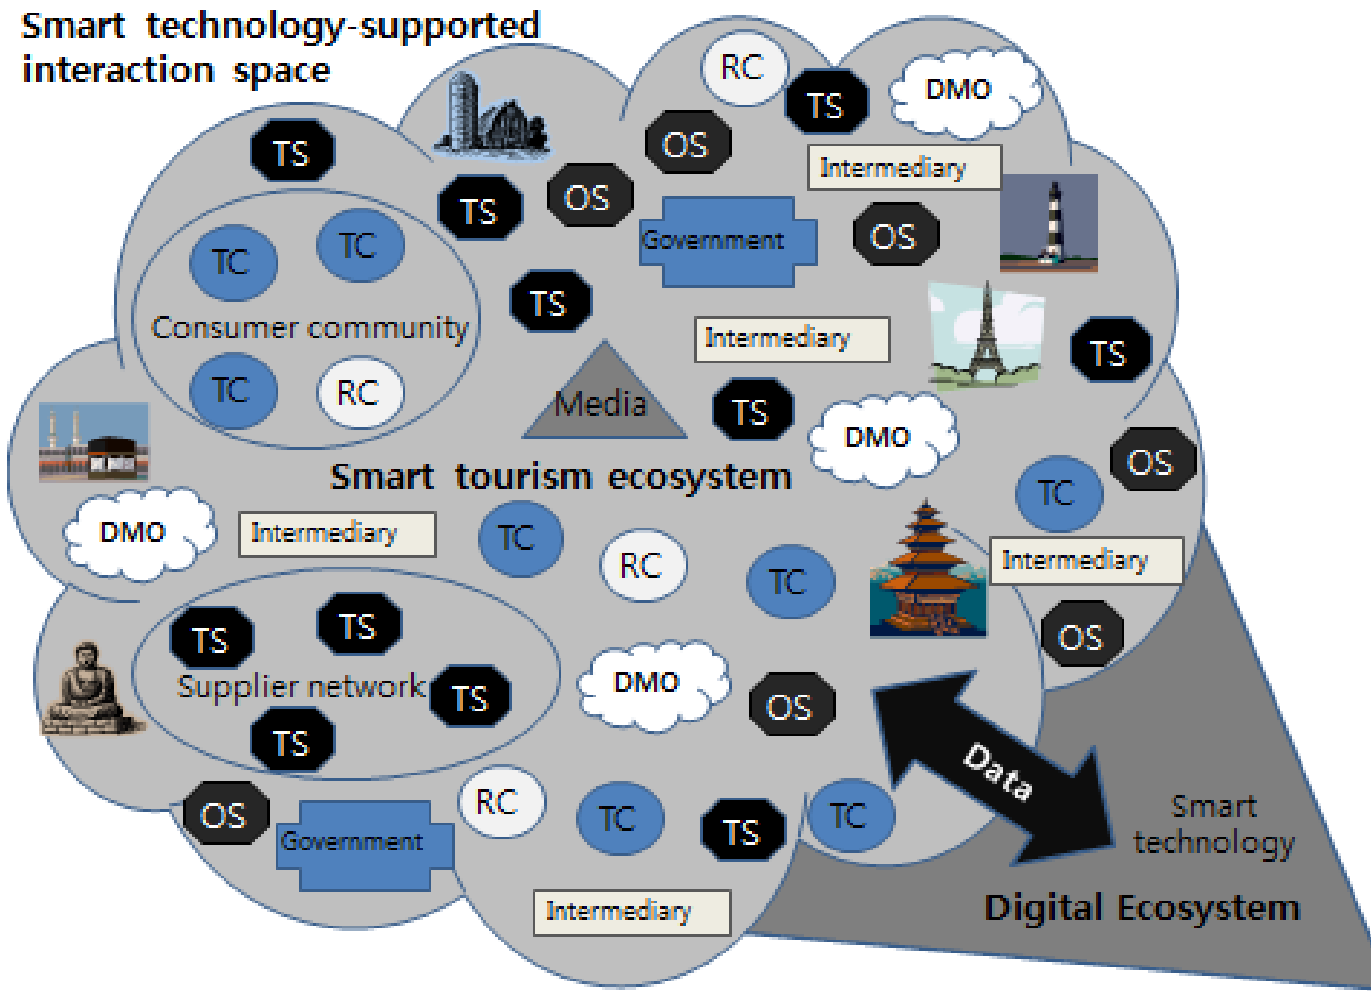 Smart technology-supported
interaction space
RC
TS
DMO
TS
OS
Intermediary
TS
OS
Government
OS
TC
TC
TS
Consumer community
Intermediary
TS
TC
RC
Media
TS
DMO
OS
Smart tourism ecosystem
TC
DMO
Intermediary
TC
RC
TC
Intermediary
TS
TS
OS
Supplier network
TS
DMO
OS
TS
Data
OS
RC
TC
TS
TC
Smart
technology
Government
Intermediary
Digital Ecosystem